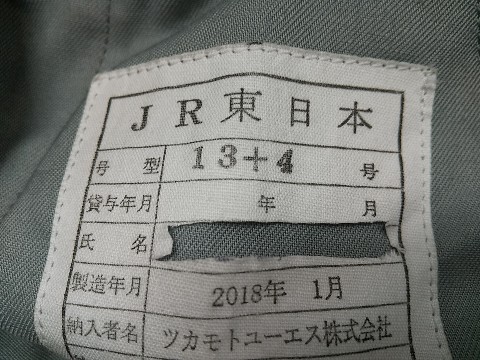 JR東日本
号型 13+4 号
貸与年月 年 月
氏名
製造年月 2018年 1月
納入者名 ツカモトユーエス株式会社